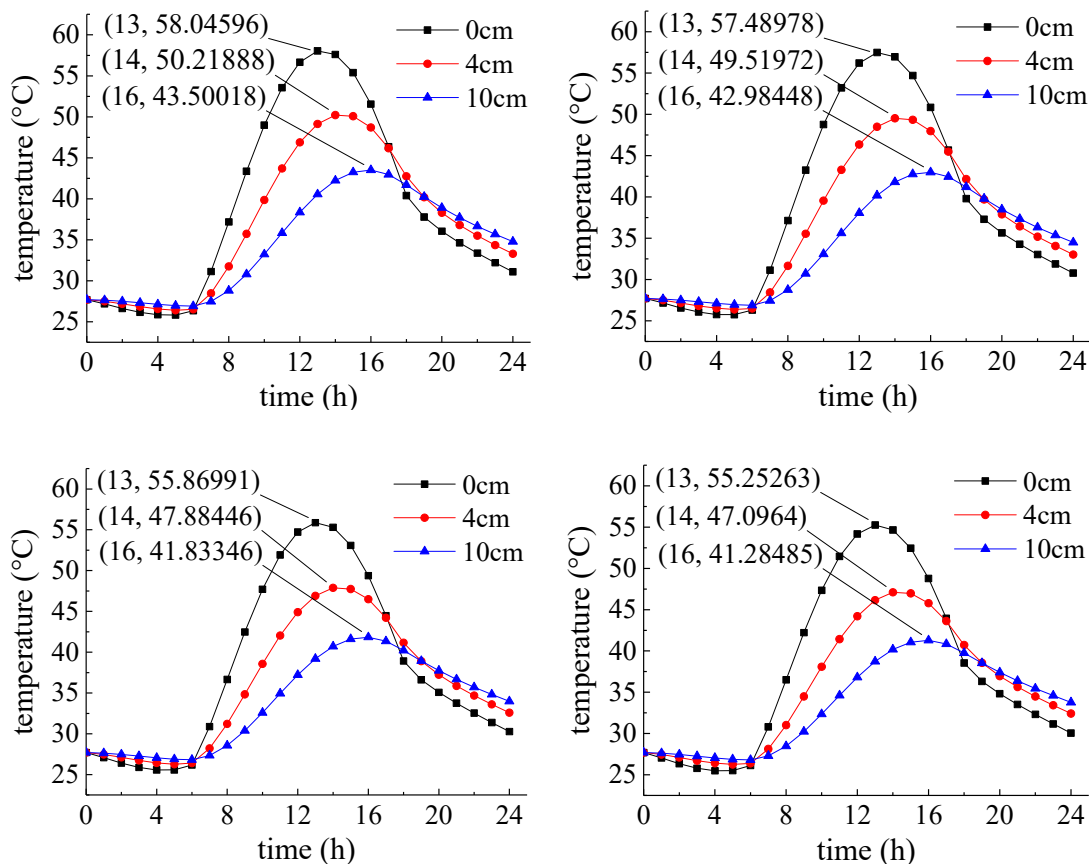 (13, 58.04596)
(14, 50.21888)
(16, 43.50018)
0cm
4cm
10cm
60
55
50
45
40
35
30
25
temperature (°C)
0 4 8 12 16 20 24
time (h)
(13, 57.48978)
(14, 49.51972)
(16, 42.98448)
0cm
4cm
10cm
60
55
50
45
40
35
30
25
temperature (°C)
0 4 8 12 16 20 24
time (h)
(13, 55.86991)
(14, 47.88446)
(16, 41.83346)
0cm
4cm
10cm
60
55
50
45
40
35
30
25
temperature (°C)
0 4 8 12 16 20 24
time (h)
(13, 55.25263)
(14, 47.0964)
(16, 41.28485)
0cm
4cm
10cm
60
55
50
45
40
35
30
25
temperature (°C)
0 4 8 12 16 20 24
time (h)